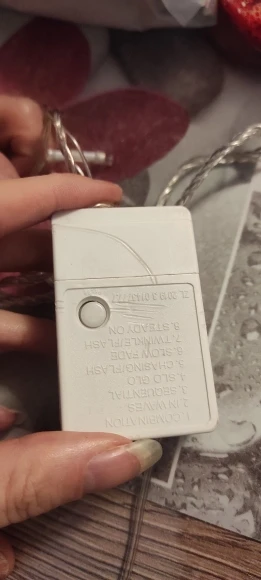 1. COMBINATION
2. IN WAVES
3. SEQUENTIAL
4. SLO GLO
5. CHASING/FLASH
6. SLOW FADE
7. TWINKLE/FLASH
8. STEADY ON